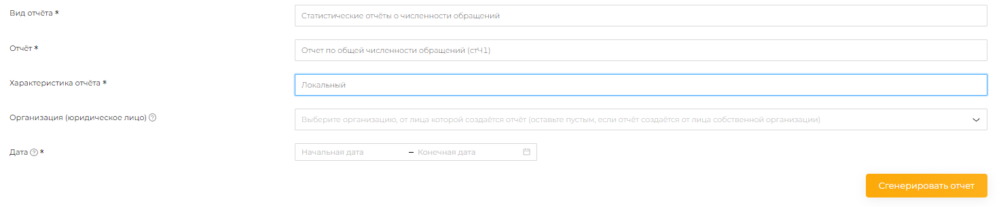 Вид отчёта *
Статистические отчёты о численности обращений
Отчёт *
Отчет по общей численности обращений (стЧ1)
Характеристика отчёта *
Локальный
Организация (юридическое лицо) ?
Выберите организацию, от лица которой создаётся отчёт (оставьте пустым, если отчёт создаётся от лица собственной организации)
Дата ? *
Начальная дата – Конечная дата
Сгенерировать отчет